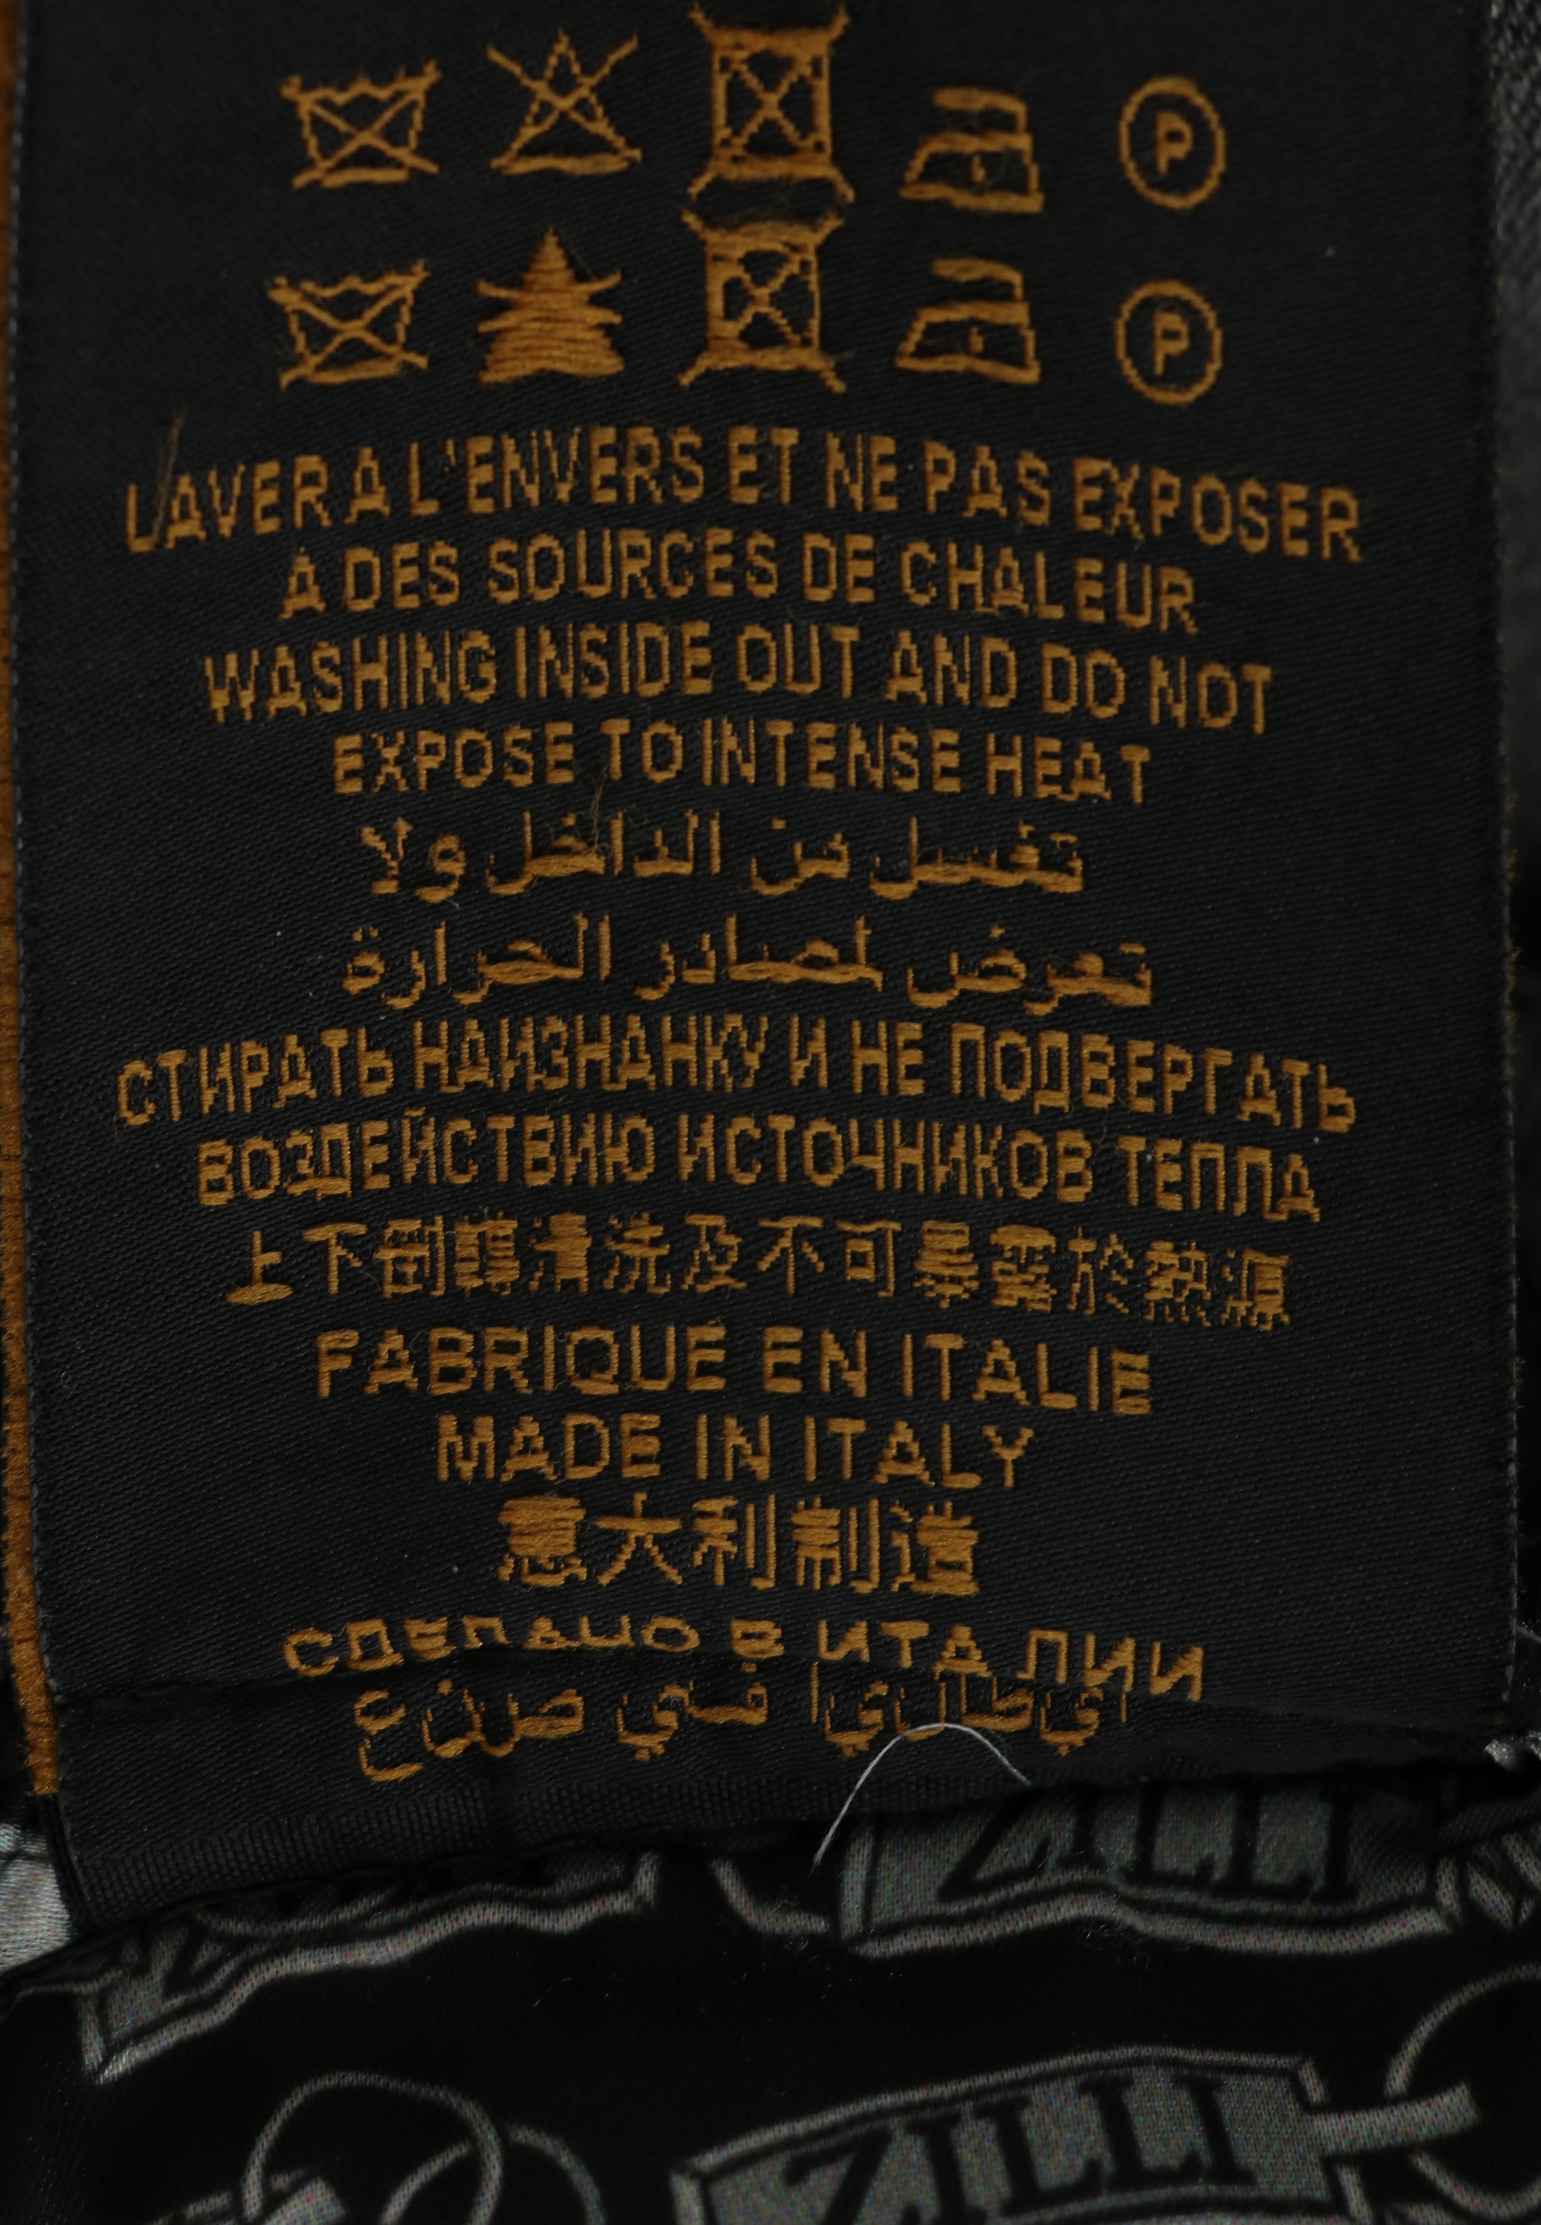 P
P
LAVER A L'ENVERS ET NE PAS EXPOSER
A DES SOURCES DE CHALEUR
WASHING INSIDE OUT AND DO NOT
EXPOSE TO INTENSE HEAT
تغسل من الداخل ولا
تعرض لمصادر الحرارة
СТИРАТЬ НАИЗНАНКУ И НЕ ПОДВЕРГАТЬ
ВОЗДЕЙСТВИЮ ИСТОЧНИКОВ ТЕПЛА
上下倒轉清洗及不可暴露於熱源
FABRIQUE EN ITALIE
MADE IN ITALY
意大利制造
СДЕЛАНО В ИТАЛИИ
ZILLI
ZILLI